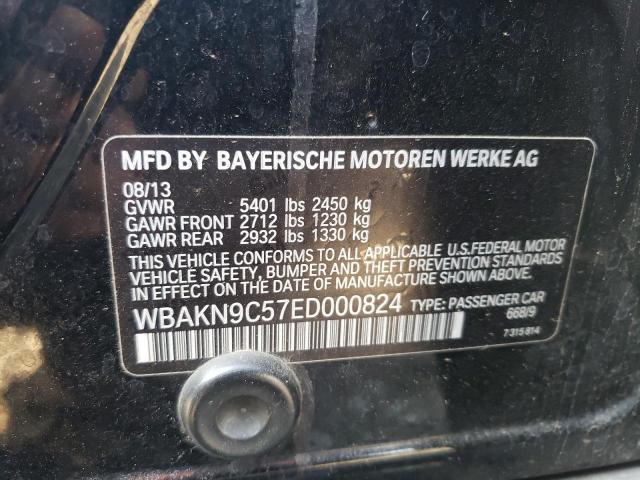 MFD BY BAYERISCHE MOTOREN WERKE AG
08/13
GVWR 5401 lbs 2450 kg
GAWR FRONT 2712 lbs 1230 kg
GAWR REAR 2932 lbs 1330 kg
THIS VEHICLE CONFORMS TO ALL APPLICABLE U.S.FEDERAL MOTOR
VEHICLE SAFETY, BUMPER AND THEFT PREVENTION STANDARDS
IN EFFECT ON THE DATE OF MANUFACTURE SHOWN ABOVE.
WBAKN9C57ED000824 TYPE: PASSENGER CAR
668/9
7 315 814